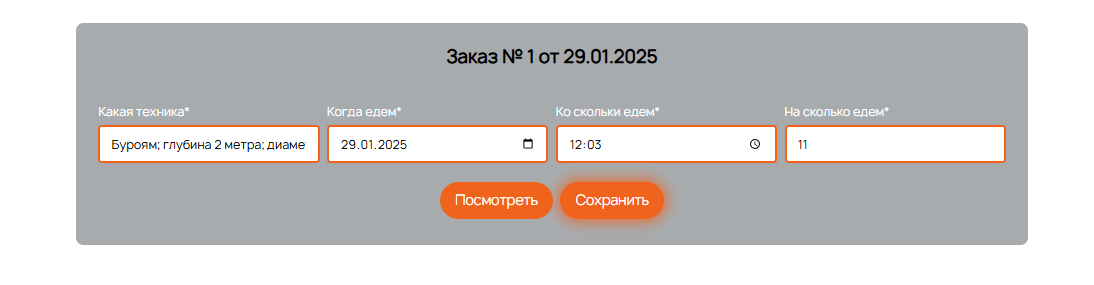 Заказ № 1 от 29.01.2025
Какая техника* Когда едем* Ко скольки едем* На сколько едем*
Буроям; глубина 2 метра; диаме 29.01.2025 12:03 11
Посмотреть Сохранить